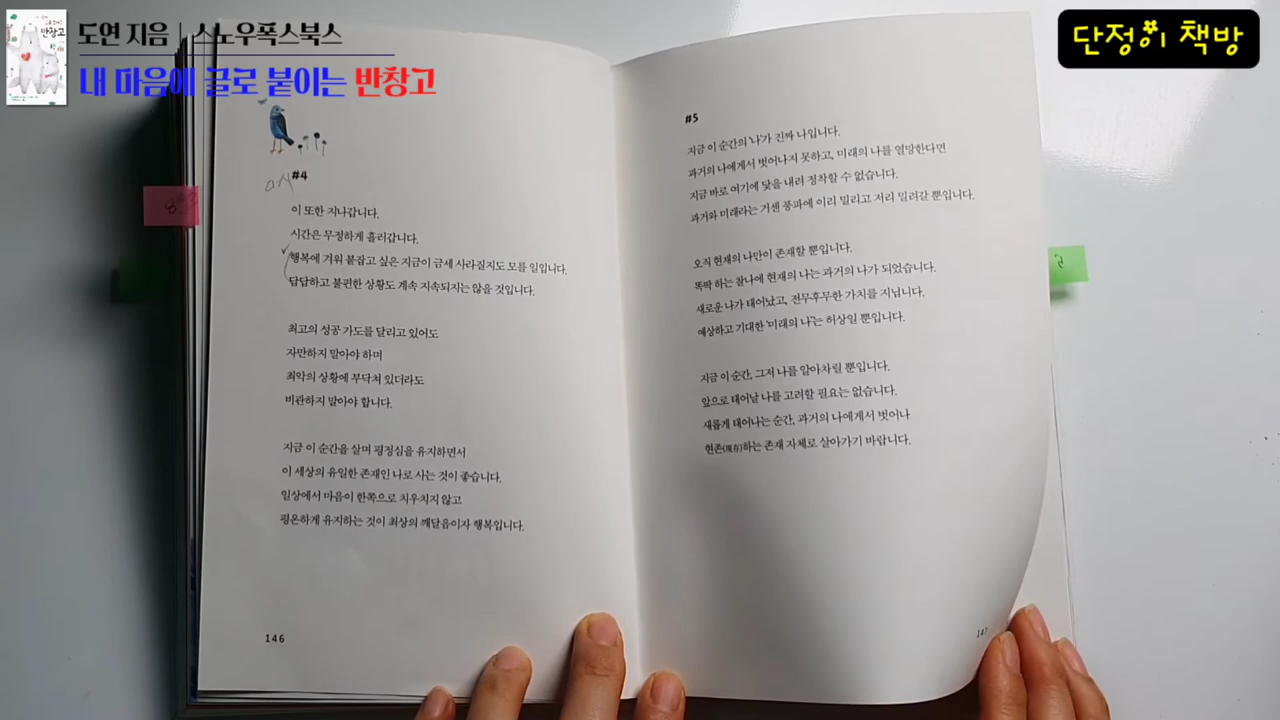 반창고
도연 지음 | 스노우폭스북스
내 마음에 글로 붙이는 반창고
단정이 책방
#4
이 또한 지나갑니다.
시간은 무정하게 흘러갑니다.
행복에 겨워 붙잡고 싶은 지금이 금세 사라질지도 모를 일입니다.
답답하고 불편한 상황도 계속 지속되지는 않을 것입니다.
최고의 성공 가도를 달리고 있어도
자만하지 말아야 하며
최악의 상황에 부닥쳐 있더라도
비관하지 말아야 합니다.
지금 이 순간을 살며 평정심을 유지하면서
이 세상의 유일한 존재인 나로 사는 것이 좋습니다.
일상에서 마음이 한쪽으로 치우치지 않고
평온하게 유지하는 것이 최상의 깨달음이자 행복입니다.
146
#5
지금 이 순간의 '나'가 진짜 나입니다.
과거의 나에게서 벗어나지 못하고, 미래의 나를 열망한다면
지금 바로 여기에 닻을 내려 정착할 수 없습니다.
과거와 미래라는 거센 풍파에 이리 밀리고 저리 밀려갈 뿐입니다.
오직 현재의 나만이 존재할 뿐입니다.
똑딱 하는 찰나에 현재의 나는 과거의 나가 되었습니다.
새로운 나가 태어났고, 전무후무한 가치를 지닙니다.
예상하고 기대한 '미래의 나'는 허상일 뿐입니다.
지금 이 순간, 그저 나를 알아차릴 뿐입니다.
앞으로 태어날 나를 고려할 필요는 없습니다.
새롭게 태어나는 순간, 과거의 나에게서 벗어나
현존(現存)하는 존재 자체로 살아가기 바랍니다.
147